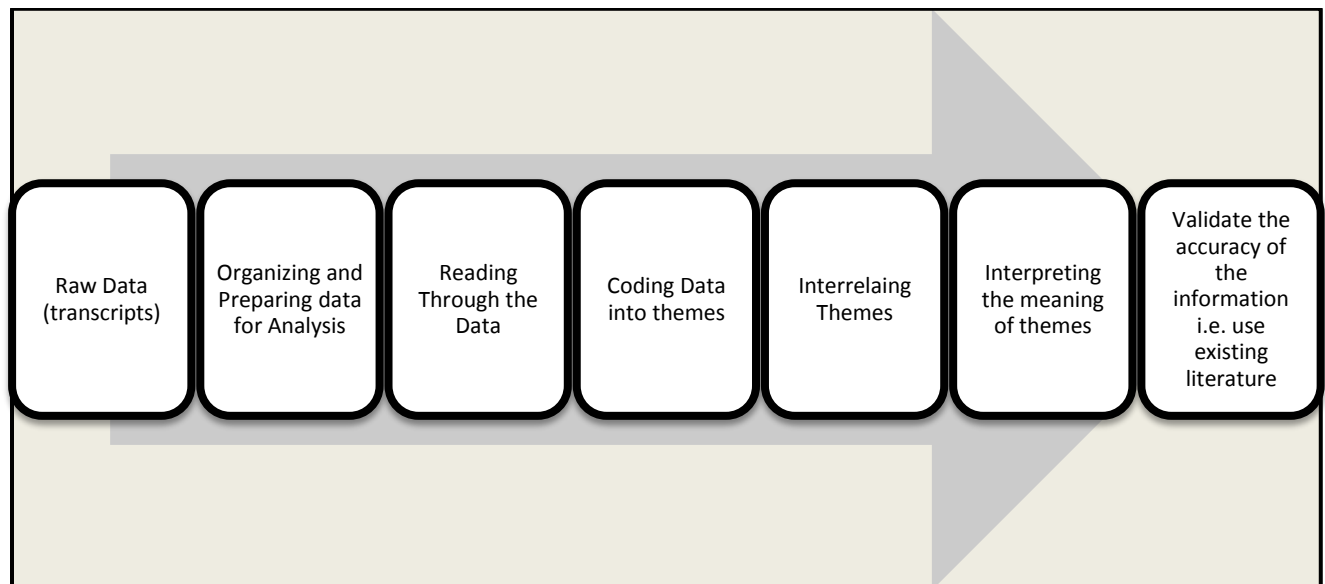 Raw Data
(transcripts)
Organizing and
Preparing data
for Analysis
Reading
Through the
Data
Coding Data
into themes
Interrelaing
Themes
Interpreting
the meaning
of themes
Validate the
accuracy of
the
information
i.e. use
existing
literature